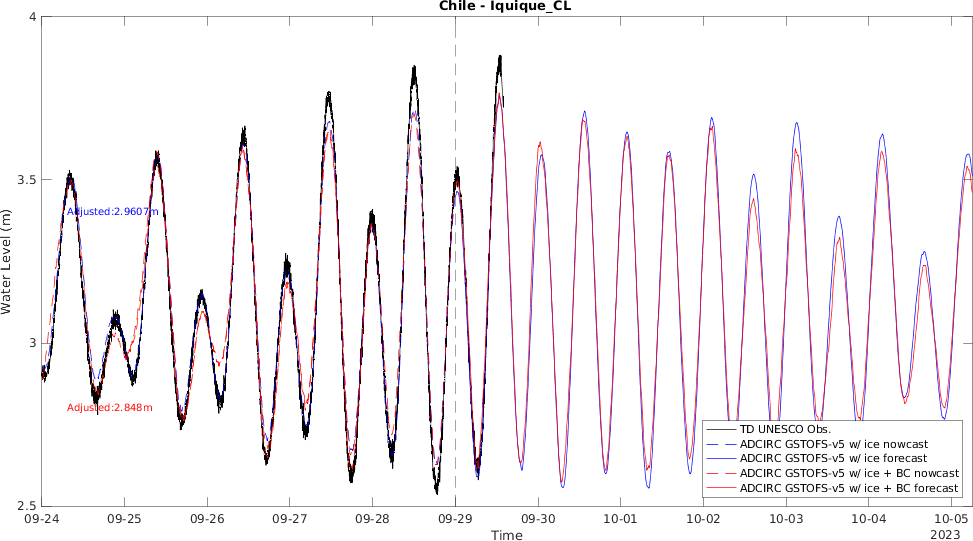 Chile - Iquique_CL
4
3.5
3
2.5
Water Level (m)
Adjusted:2.9607m
Adjusted:2.848m
TD UNESCO Obs.
ADCIRC GSTOFS-v5 w/ ice nowcast
ADCIRC GSTOFS-v5 w/ ice forecast
ADCIRC GSTOFS-v5 w/ ice + BC nowcast
ADCIRC GSTOFS-v5 w/ ice + BC forecast
09-24 09-25 09-26 09-27 09-28 09-29 09-30 10-01 10-02 10-03 10-04 10-05
Time
2023